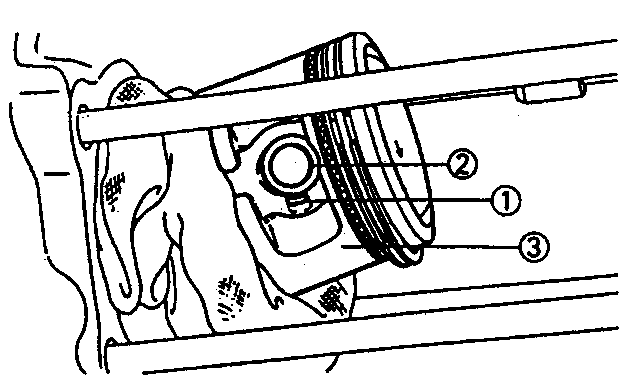 ②
①
③